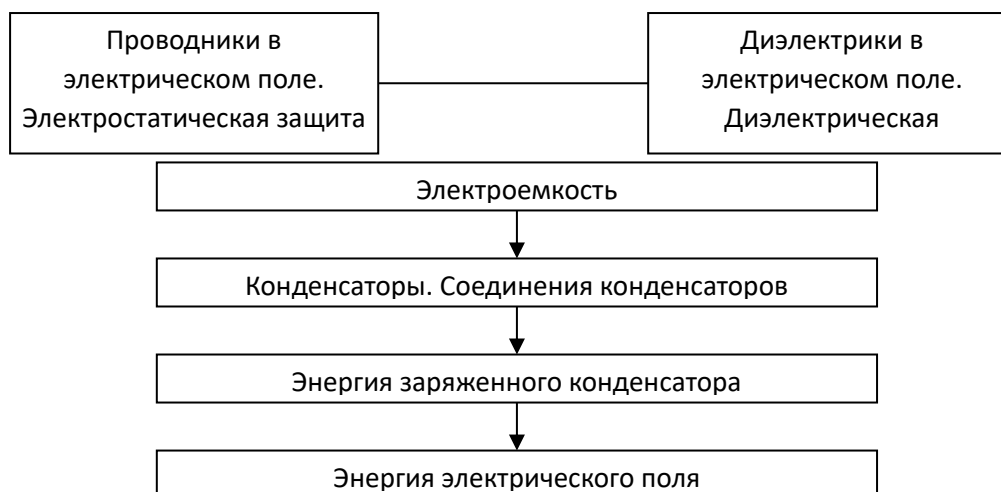 Проводники в
электрическом поле.
Электростатическая защита
Диэлектрики в
электрическом поле.
Диэлектрическая
Электроемкость
Конденсаторы. Соединения конденсаторов
Энергия заряженного конденсатора
Энергия электрического поля